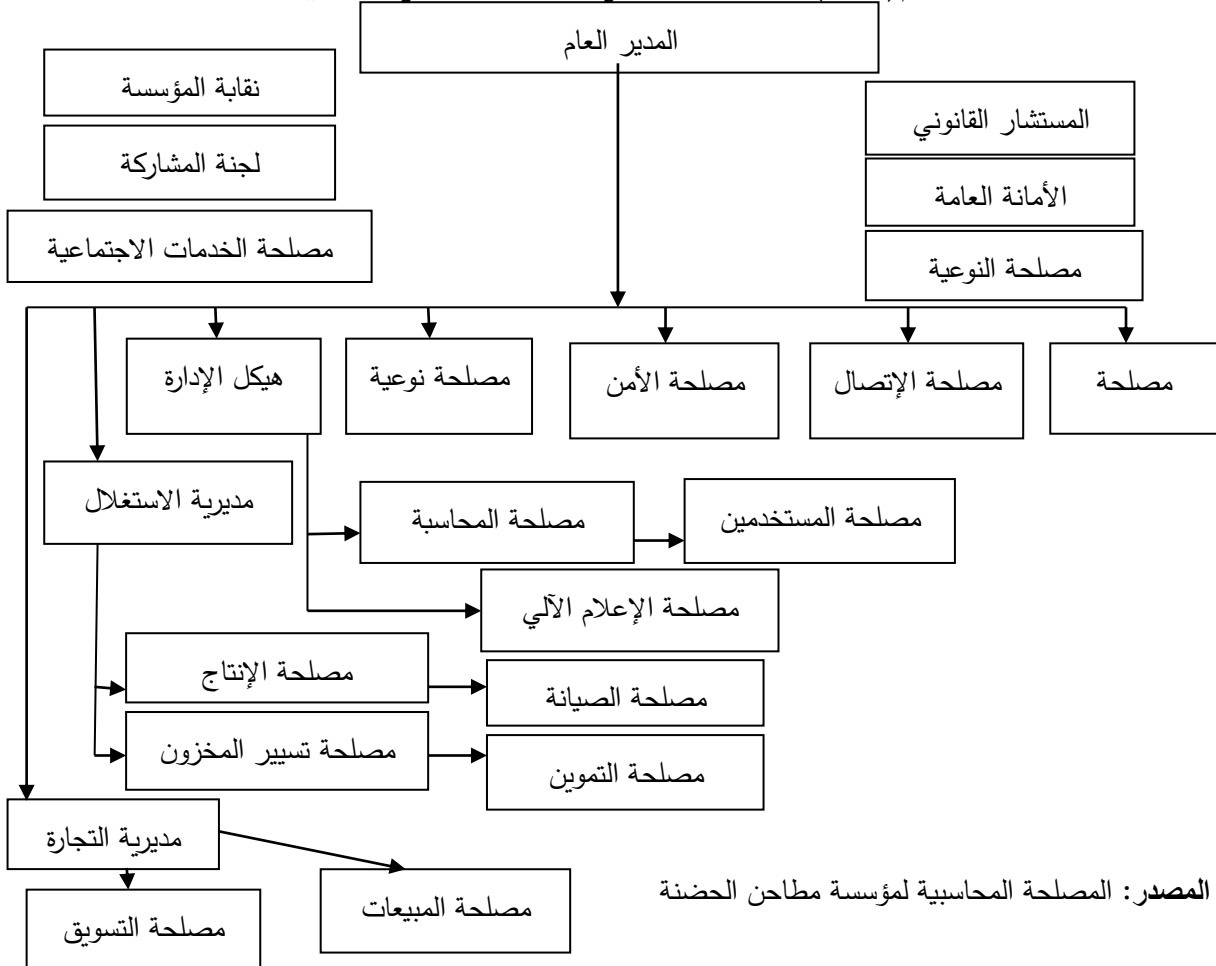 المدير العام
نقابة المؤسسة
المستشار القانوني
لجنة المشاركة
الأمانة العامة
مصلحة الخدمات الاجتماعية
مصلحة النوعية
مصلحة
مصلحة الإتصال
مصلحة الأمن
مصلحة نوعية
هيكل الإدارة
مديرية الاستغلال
مصلحة المحاسبة
مصلحة المستخدمين
مصلحة الإعلام الآلي
مصلحة الإنتاج
مصلحة الصيانة
مصلحة تسيير المخزون
مصلحة التموين
مديرية التجارة
مصلحة المبيعات
مصلحة التسويق
المصدر: المصلحة المحاسبية لمؤسسة مطاحن الحضنة